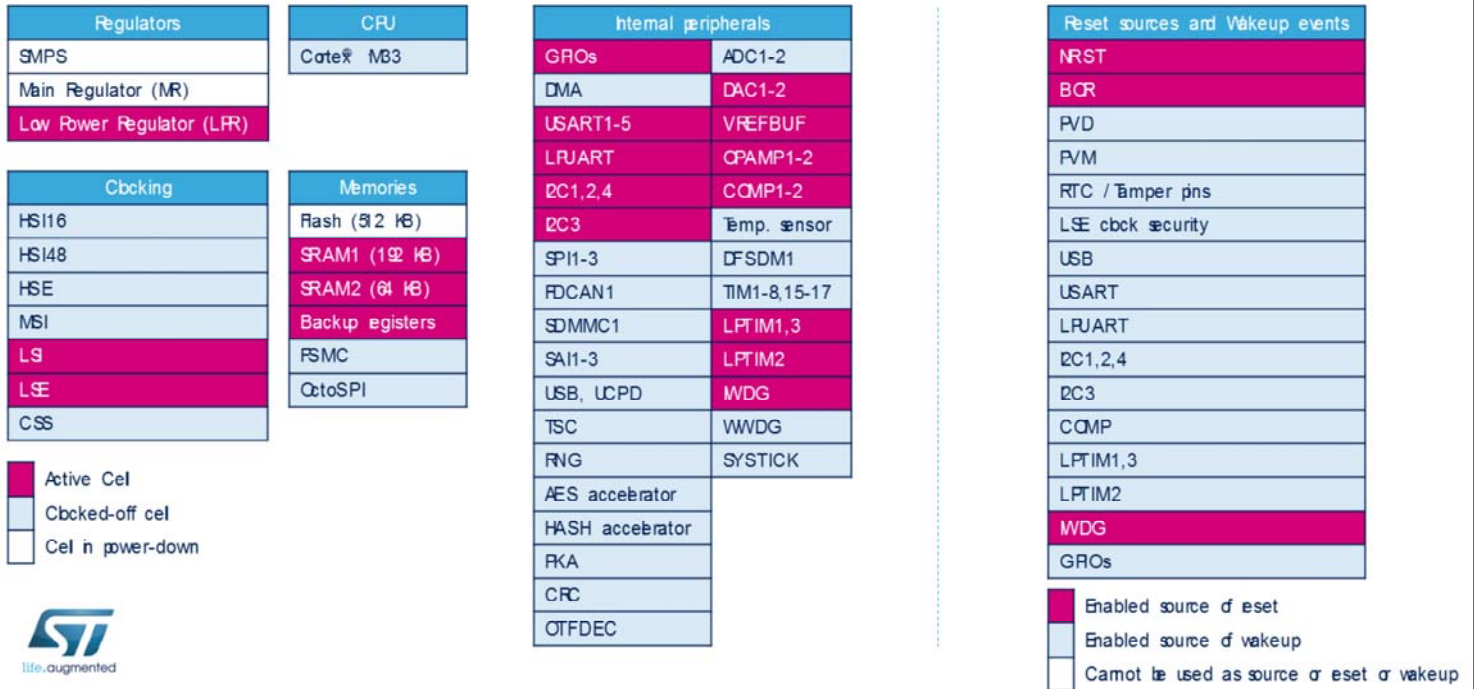 Regulators
SMPS
Main Regulator (MR)
Low Power Regulator (LPR)
CPU
Cortex® M33
Clocking
HSI16
HSI48
HSE
MSI
LSI
LSE
CSS
Memories
Flash (512 KB)
SRAM1 (192 KB)
SRAM2 (64 KB)
Backup registers
FSMC
OctoSPI
Active Cell
Clocked-off cell
Cell in power-down
life.augmented
Internal peripherals
GPIOs ADC1-2
DMA DAC1-2
USART1-5 VREFBUF
LPUART OPAMP1-2
I2C1,2,4 COMP1-2
I2C3 Temp. sensor
SPI1-3 DFSDM1
FDCAN1 TIM1-8,15-17
SDMMC1 LPTIM1,3
SAI1-3 LPTIM2
USB, UCPD IWDG
TSC WWDG
RNG SYSTICK
AES accelerator
HASH accelerator
PKA
CRC
OTFDEC
Reset sources and Wakeup events
NRST
BOR
PVD
PVM
RTC / Tamper pins
LSE clock security
USB
USART
LPUART
I2C1,2,4
I2C3
COMP
LPTIM1,3
LPTIM2
IWDG
GPIOs
Enabled source of reset
Enabled source of wakeup
Cannot be used as source or reset or wakeup